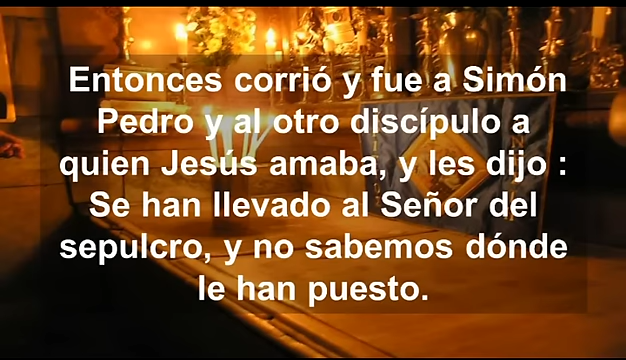 Entonces corrió y fue a Simón
Pedro y al otro discípulo a
quien Jesús amaba, y les dijo :
Se han llevado al Señor del
sepulcro, y no sabemos dónde
le han puesto.